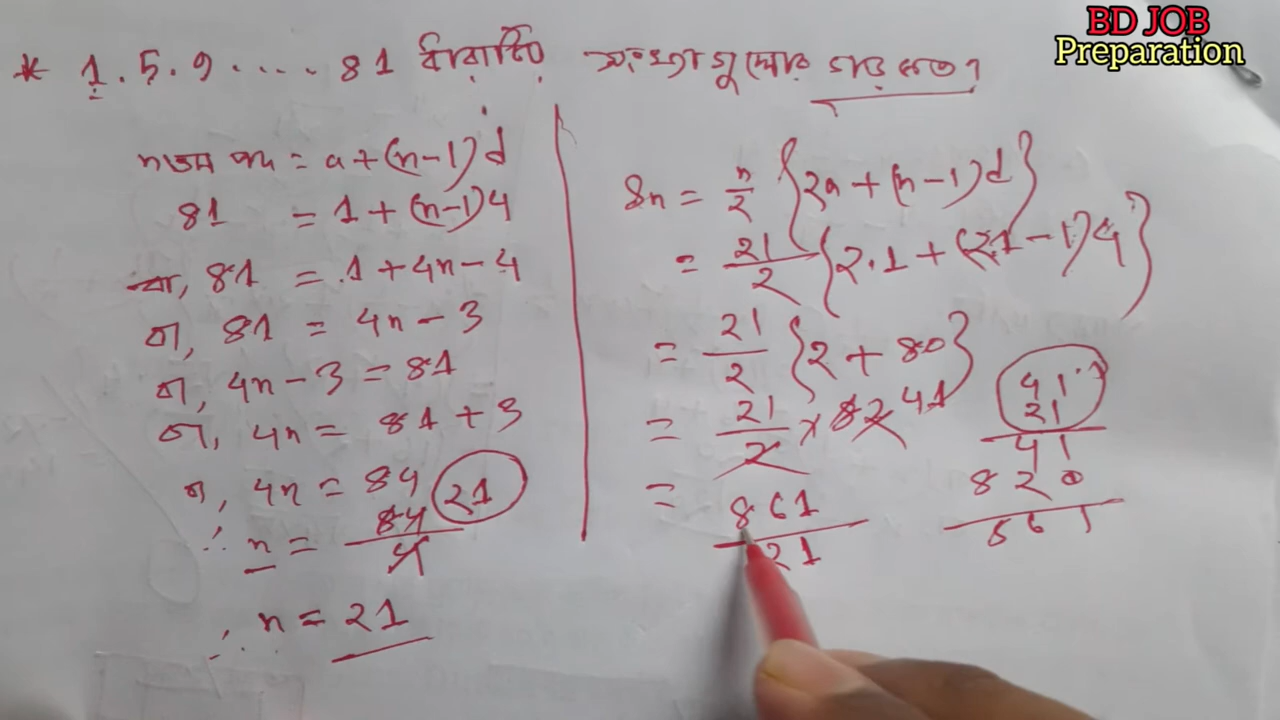 BD JOB
Preparation
* 1.5.9.... 81 ধারাটির সংখ্যাগুলোর গড় কত?
n তম পদ = a+(n-1)d
81 = 1+(n-1)4
বা, 81 = 1+4n-4
বা, 81 = 4n-3
বা, 4n-3 = 81
বা, 4n = 81+3
বা, 4n = 84
∴ n = 84/4 21
∴ n = 21
Sn = n/2 {2a+(n-1)d}
= 21/2 {2.1+(21-1)4}
= 21/2 {2+80}
= 21/2 × 82 41
= 861/21
41
21
41
820
861